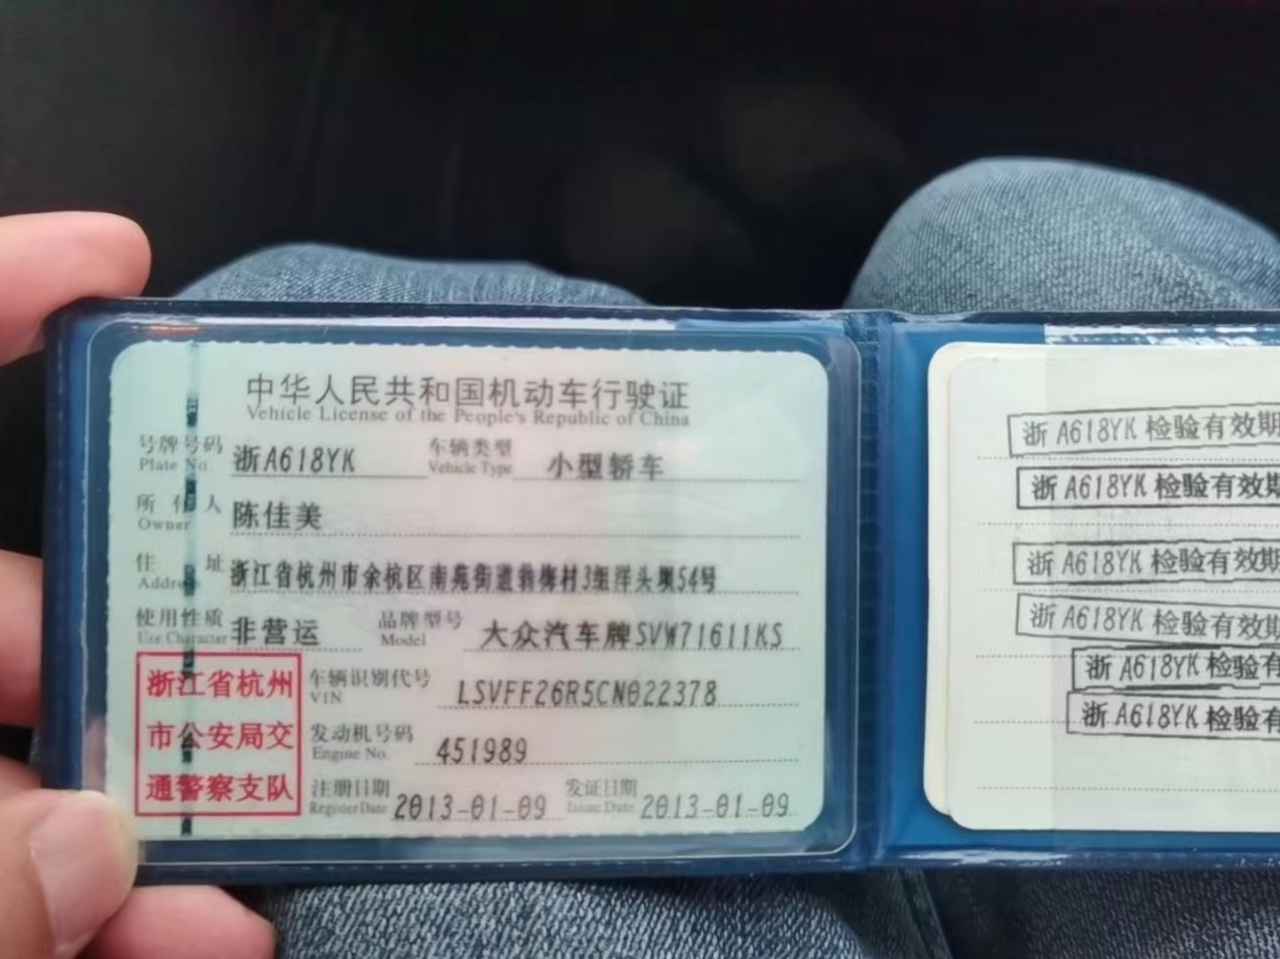 中华人民共和国机动车行驶证
Vehicle License of the People's Republic of China
号牌号码 浙A618YK 车辆类型 小型轿车
Plate No. Vehicle Type
所有人 陈佳美
Owner
住址 浙江省杭州市余杭区南苑街道翁梅村3组洋头坝54号
Address
使用性质 非营运 品牌型号 大众汽车牌SVW71611KS
Use Character Model
浙江省杭州
市公安局交
通警察支队
车辆识别代号 LSVFF26R5CN022378
VIN
发动机号码 451989
Engine No.
注册日期 2013-01-09 发证日期 2013-01-09
Register Date Issue Date
浙A618YK 检验有效期
浙A618YK 检验有效期
浙A618YK 检验有效期
浙A618YK 检验有效期
浙A618YK 检验有
浙A618YK 检验有